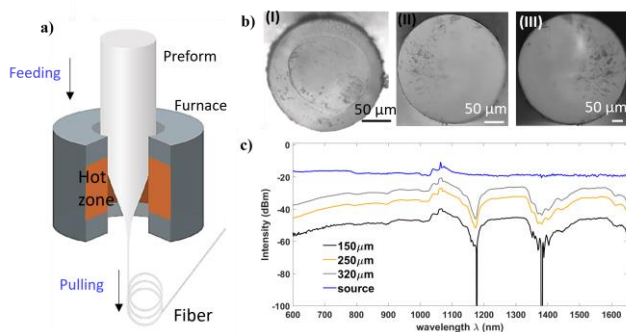 a)
Preform
Feeding
Furnace
Hot
zone
Pulling
Fiber
b)
(I)
(II)
(III)
50 μm
50 μm
50 μm
c)
Intensity (dBm)
0
-20
-40
-60
-80
-100
150μm
250μm
320μm
source
600 700 800 900 1000 1100 1200 1300 1400 1500 1600
wavelength λ (nm)